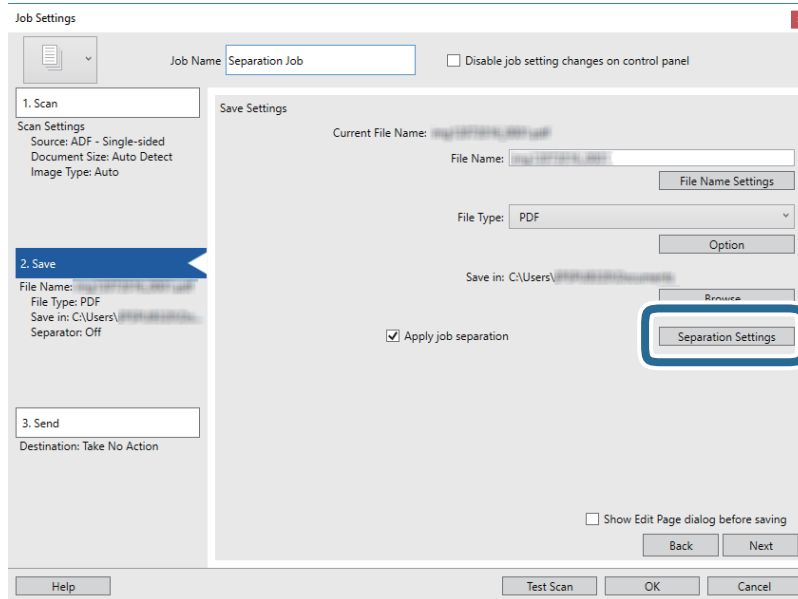 Job Settings
Job Name Separation Job
Disable job setting changes on control panel
1. Scan
Scan Settings
Source: ADF - Single-sided
Document Size: Auto Detect
Image Type: Auto
2. Save
File Name:
File Type: PDF
Save in: C:\Users\
Separator: Off
3. Send
Destination: Take No Action
Save Settings
Current File Name:
File Name:
File Name Settings
File Type: PDF
Option
Save in: C:\Users\
Browse
Apply job separation
Separation Settings
Show Edit Page dialog before saving
Back Next
Help Test Scan OK Cancel